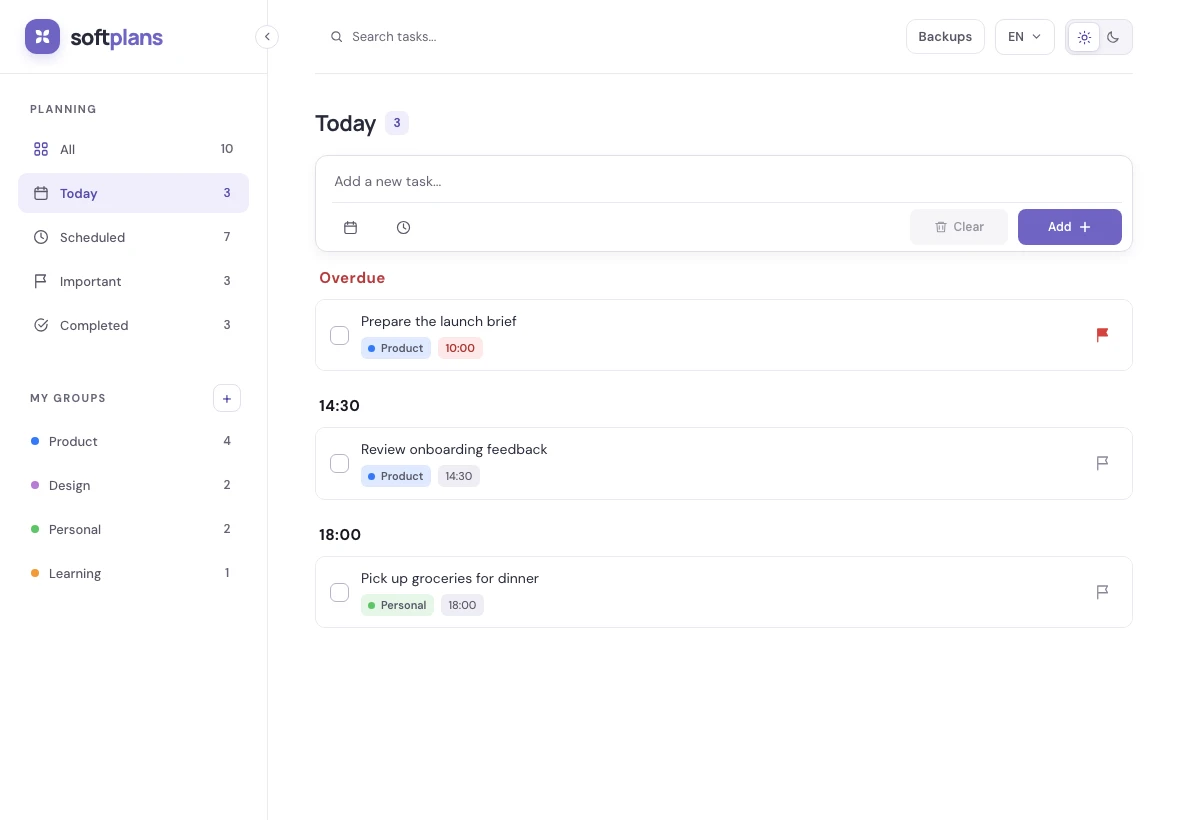 softplans
Search tasks...
Backups
EN
PLANNING
All 10
Today 3
Scheduled 7
Important 3
Completed 3
MY GROUPS +
Product 4
Design 2
Personal 2
Learning 1
Today 3
Add a new task...
Clear
Add +
Overdue
Prepare the launch brief
Product 10:00
14:30
Review onboarding feedback
Product 14:30
18:00
Pick up groceries for dinner
Personal 18:00